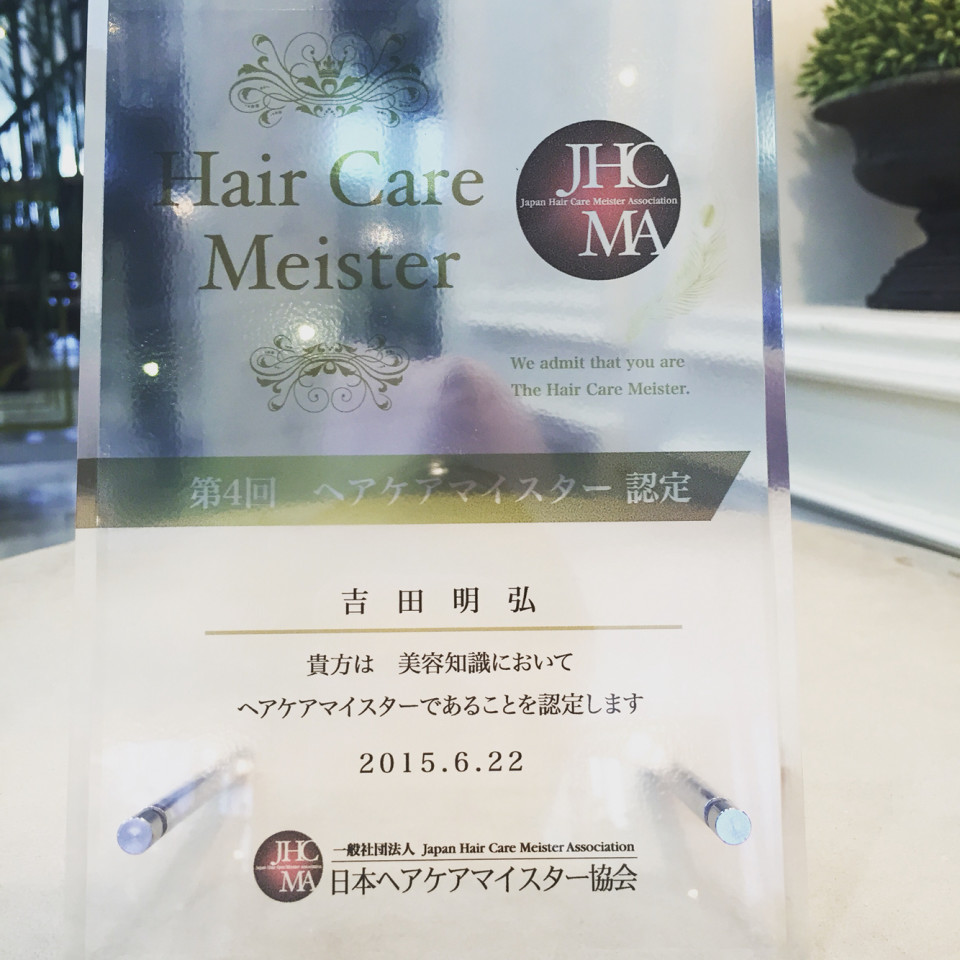 Hair Care
Meister
JHC
Japan Hair Care Meister Association
MA
We admit that you are
The Hair Care Meister.
第4回 ヘアケアマイスター 認定
吉田明弘
貴方は 美容知識において
ヘアケアマイスターであることを認定します
2015.6.22
JHC
Japan Hair Care Meister Association
MA
一般社団法人 Japan Hair Care Meister Association
日本ヘアケアマイスター協会